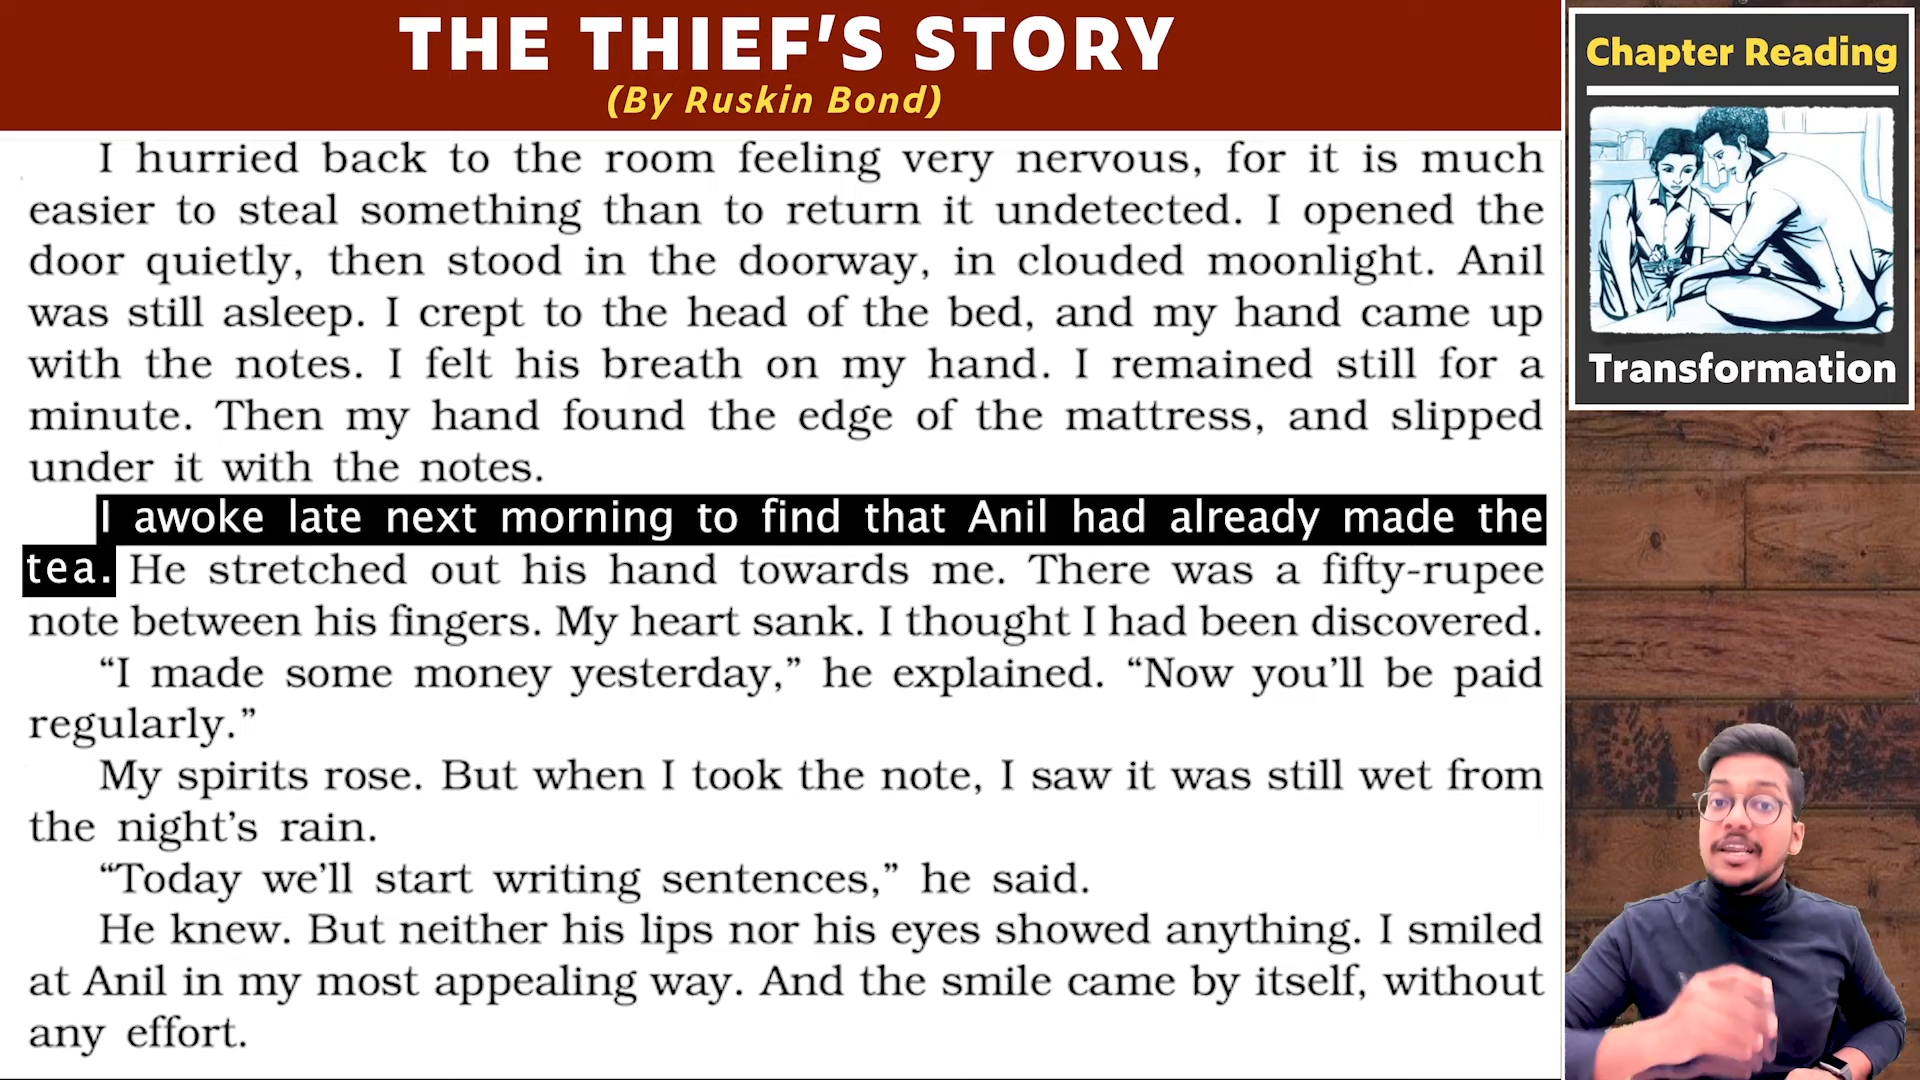 THE THIEF’S STORY
(By Ruskin Bond)
I hurried back to the room feeling very nervous, for it is much
easier to steal something than to return it undetected. I opened the
door quietly, then stood in the doorway, in clouded moonlight. Anil
was still asleep. I crept to the head of the bed, and my hand came up
with the notes. I felt his breath on my hand. I remained still for a
minute. Then my hand found the edge of the mattress, and slipped
under it with the notes.
I awoke late next morning to find that Anil had already made the
tea. He stretched out his hand towards me. There was a fifty-rupee
note between his fingers. My heart sank. I thought I had been discovered.
“I made some money yesterday,” he explained. “Now you’ll be paid
regularly.”
My spirits rose. But when I took the note, I saw it was still wet from
the night’s rain.
“Today we’ll start writing sentences,” he said.
He knew. But neither his lips nor his eyes showed anything. I smiled
at Anil in my most appealing way. And the smile came by itself, without
any effort.
Chapter Reading
Transformation